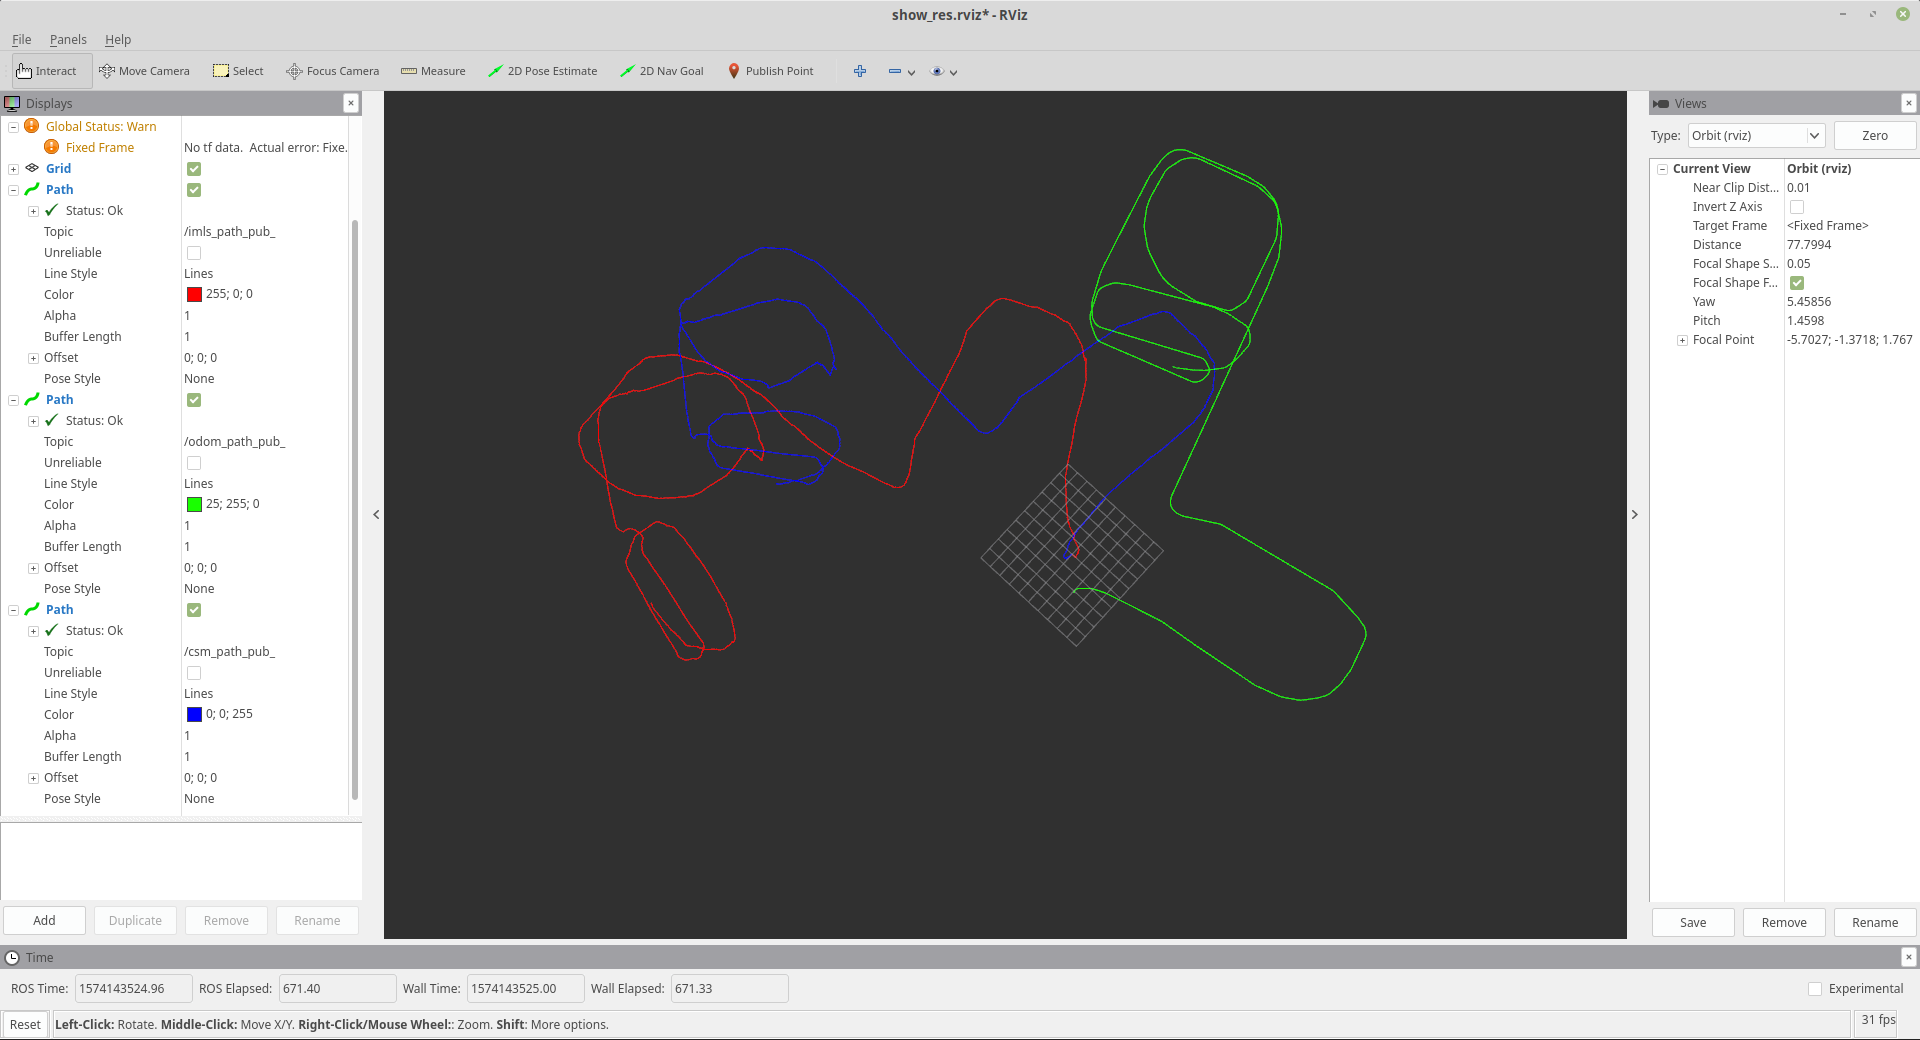 show_res.rviz* - RViz
File Panels Help
Interact Move Camera Select Focus Camera Measure 2D Pose Estimate 2D Nav Goal Publish Point
Displays
Global Status: Warn
Fixed Frame No tf data. Actual error: Fixe.
Grid
Path
Status: Ok
Topic /imls_path_pub_
Unreliable
Line Style Lines
Color 255; 0; 0
Alpha 1
Buffer Length 1
Offset 0; 0; 0
Pose Style None
Path
Status: Ok
Topic /odom_path_pub_
Unreliable
Line Style Lines
Color 25; 255; 0
Alpha 1
Buffer Length 1
Offset 0; 0; 0
Pose Style None
Path
Status: Ok
Topic /csm_path_pub_
Unreliable
Line Style Lines
Color 0; 0; 255
Alpha 1
Buffer Length 1
Offset 0; 0; 0
Pose Style None
Add Duplicate Remove Rename
Views
Type: Orbit (rviz) Zero
Current View Orbit (rviz)
Near Clip Dist... 0.01
Invert Z Axis
Target Frame <Fixed Frame>
Distance 77.7994
Focal Shape S... 0.05
Focal Shape F...
Yaw 5.45856
Pitch 1.4598
Focal Point -5.7027; -1.3718; 1.767
Save Remove Rename
Time
ROS Time: 1574143524.96 ROS Elapsed: 671.40 Wall Time: 1574143525.00 Wall Elapsed: 671.33 Experimental
Reset Left-Click: Rotate. Middle-Click: Move X/Y. Right-Click/Mouse Wheel:: Zoom. Shift: More options. 31 fps